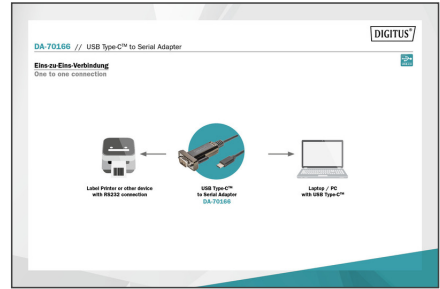 DIGITUS®
DA-70166 // USB Type-C™ to Serial Adapter
Eins-zu-Eins-Verbindung
One to one connection
Label Printer or other device
with RS232 connection
USB Type-C™
to Serial Adapter
DA-70166
Laptop / PC
with USB Type-C™